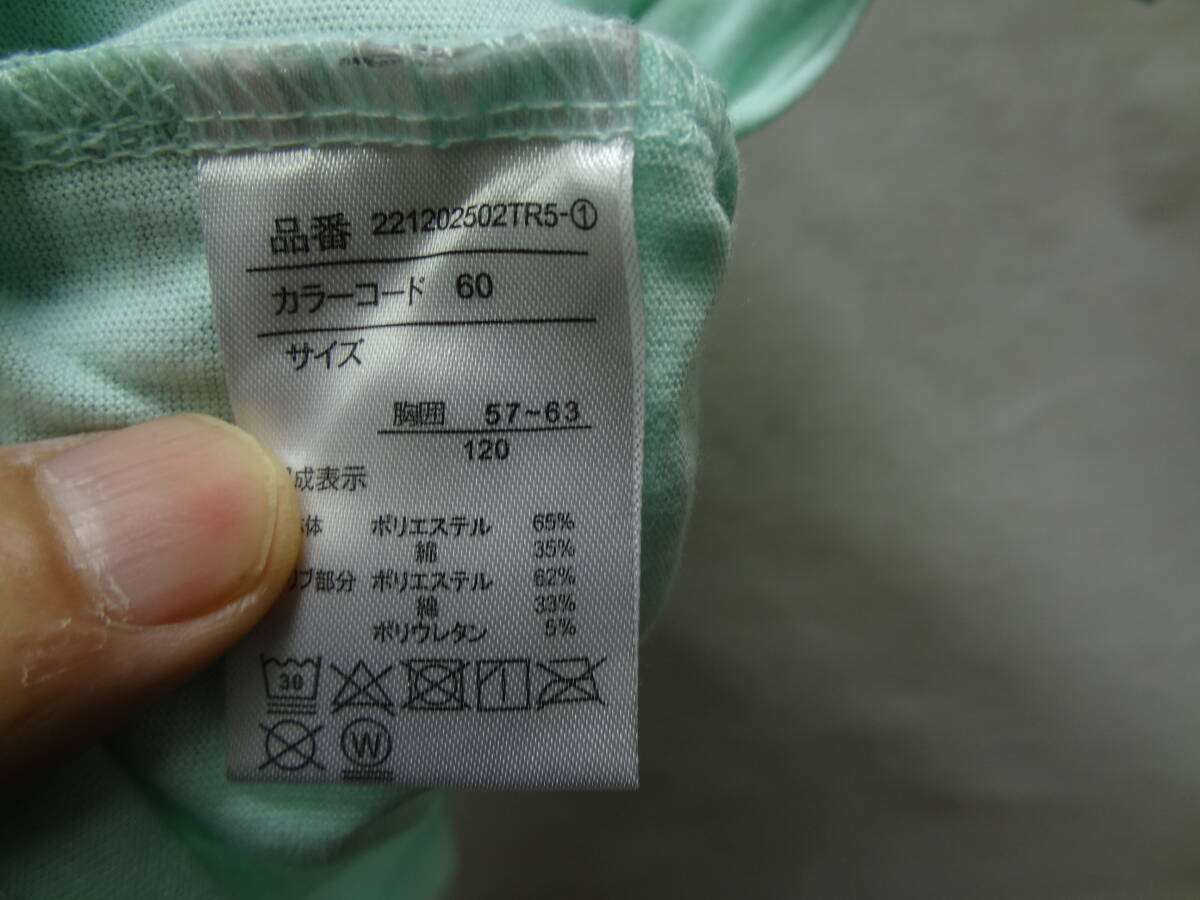 品番 221202502TR5-①
カラーコード 60
サイズ
胸囲 57~63
120
成表示
体 ポリエステル 65%
綿 35%
リブ部分 ポリエステル 62%
綿 33%
ポリウレタン 5%
30
W